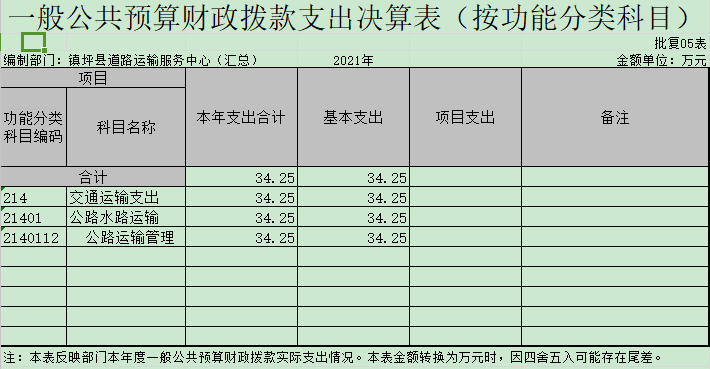 一般公共预算财政拨款支出决算表（按功能分类科目）
批复05表
编制部门：镇坪县道路运输服务中心（汇总） 2021年 金额单位：万元
项目
功能分类科目编码 科目名称 本年支出合计 基本支出 项目支出 备注
合计 34.25 34.25
214 交通运输支出 34.25 34.25
21401 公路水路运输 34.25 34.25
2140112 公路运输管理 34.25 34.25
注：本表反映部门本年度一般公共预算财政拨款实际支出情况。本表金额转换为万元时，因四舍五入可能存在尾差。